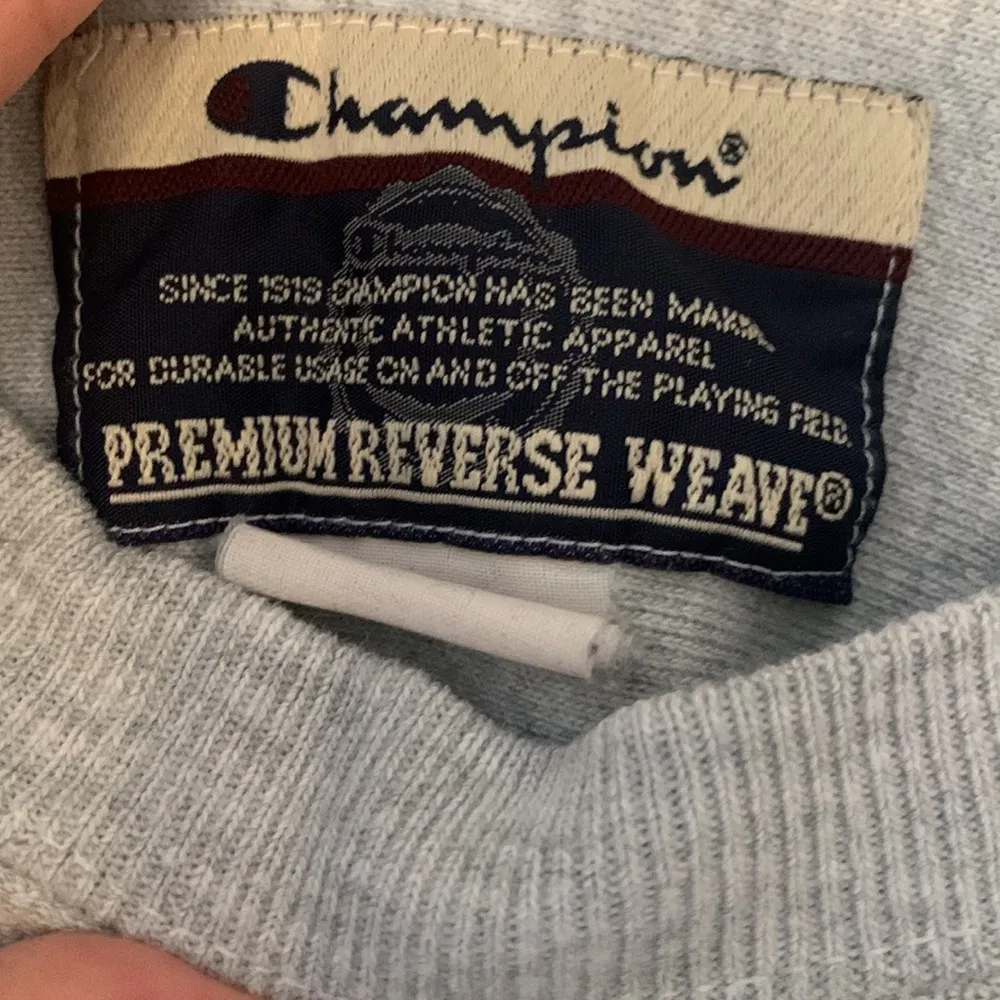 Champion®
Champion
SINCE 1919 CHAMPION HAS BEEN MAKING
AUTHENTIC ATHLETIC APPAREL
FOR DURABLE USAGE ON AND OFF THE PLAYING FIELD.
PREMIUM REVERSE WEAVE®